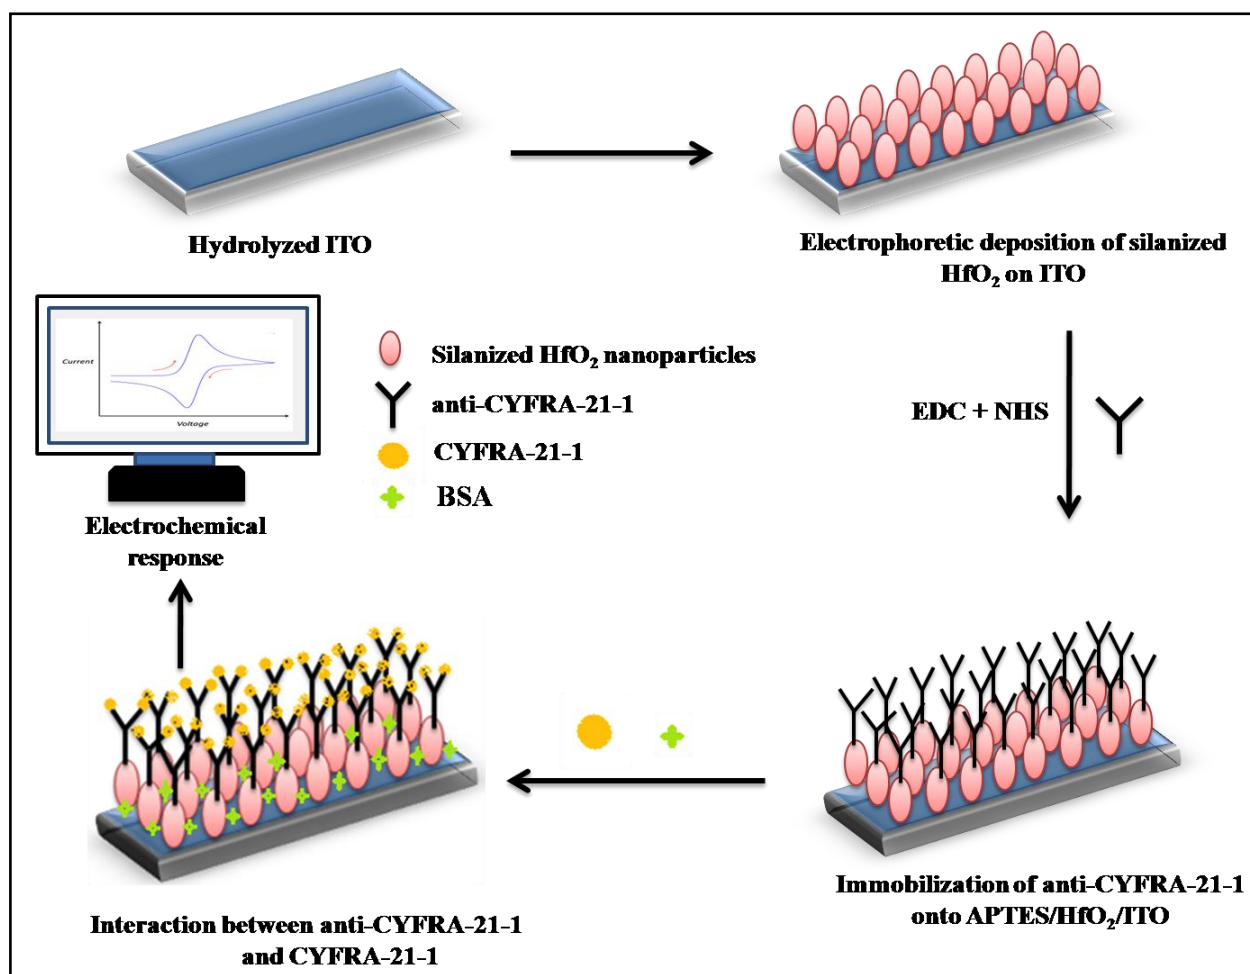 Hydrolyzed ITO
Electrophoretic deposition of silanized
HfO₂ on ITO
Current
Voltage
Electrochemical
response
Silanized HfO₂ nanoparticles
anti-CYFRA-21-1
CYFRA-21-1
BSA
EDC + NHS
Immobilization of anti-CYFRA-21-1
onto APTES/HfO₂/ITO
Interaction between anti-CYFRA-21-1
and CYFRA-21-1